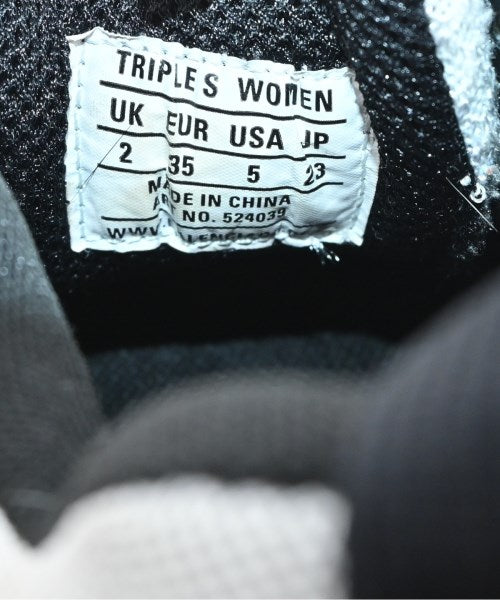 TRIPLE S WOMEN
UK EUR USA JP
2 35 5 23
MADE IN CHINA
NO. 524039